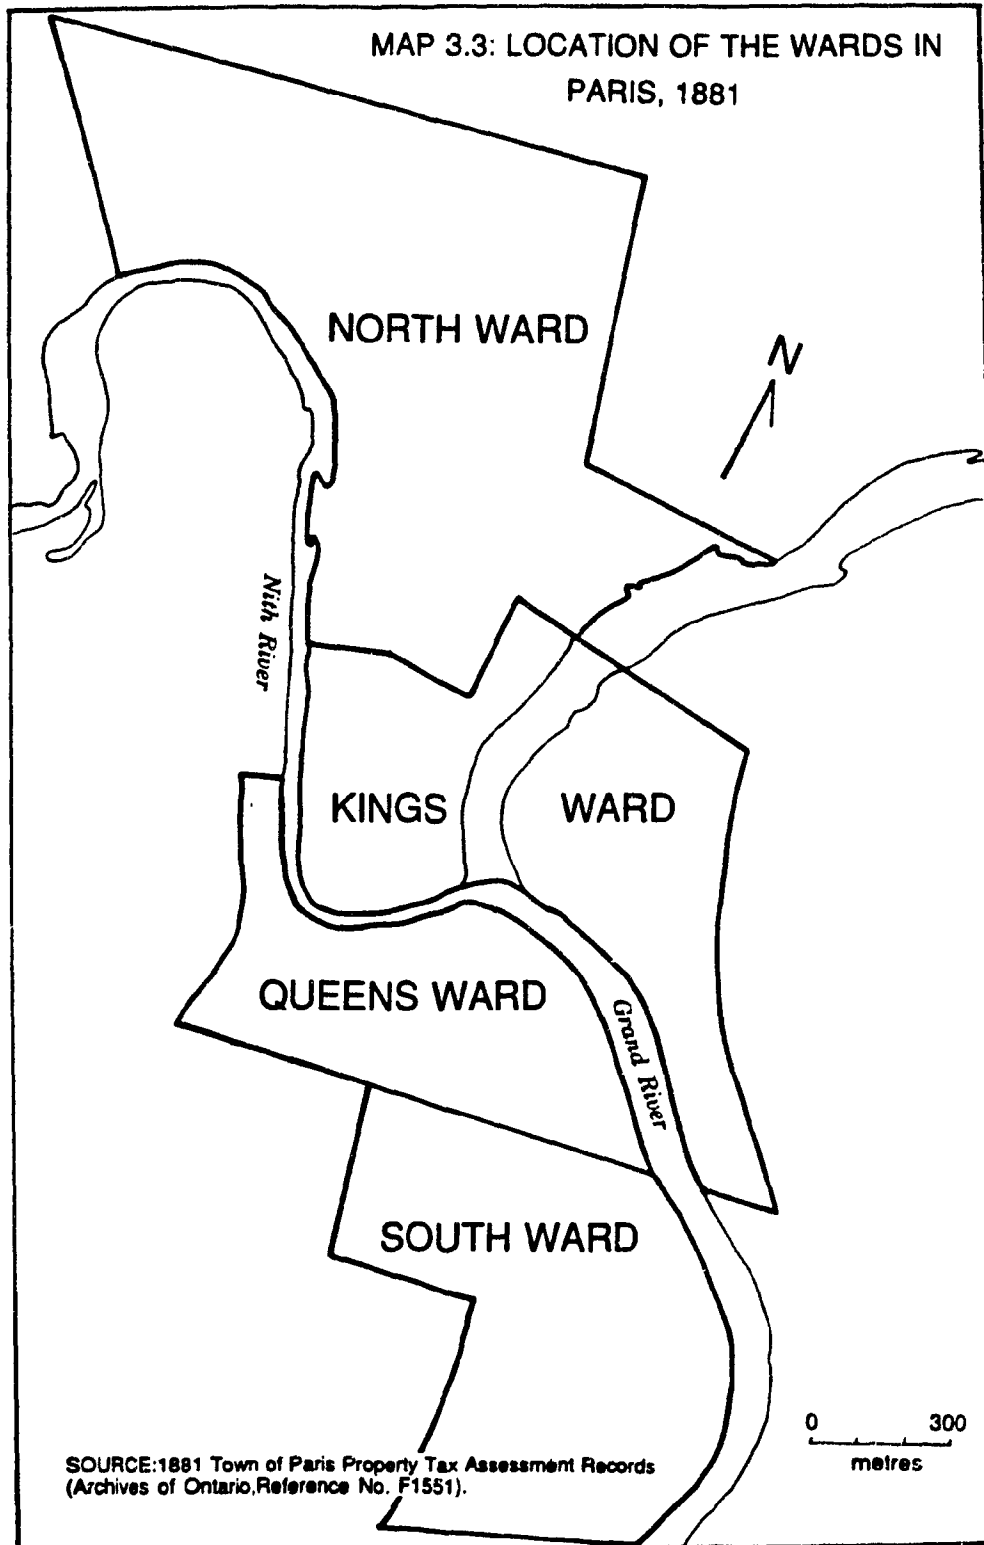 MAP 3.3: LOCATION OF THE WARDS IN
PARIS, 1881
NORTH WARD
N
Nith River
KINGS WARD
QUEENS WARD
Grand River
SOUTH WARD
0 300
metres
SOURCE:1881 Town of Paris Property Tax Assessment Records
(Archives of Ontario,Reference No. F1551).